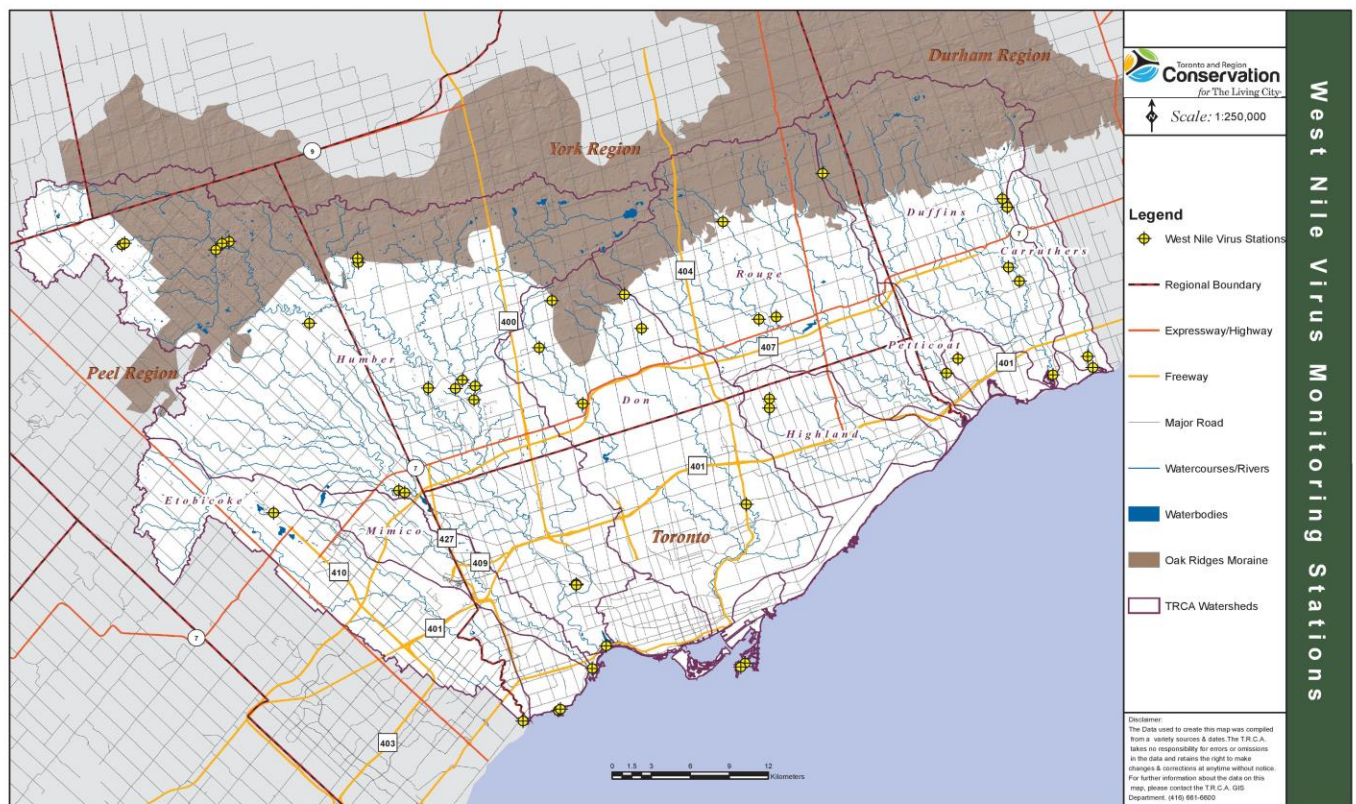 Durham Region
York Region
9
Duffins
7
Carruthers
404
Rouge
400
407
Humber
Petticoat
401
Peel Region
Don
Highland
7
401
Etobicoke
Mimico
427
Toronto
409
410
401
7
403
0 1.5 3 6 9 12
Kilometers
Toronto and Region
Conservation
for The Living City
N
Scale: 1:250,000
Legend
West Nile Virus Stations
Regional Boundary
Expressway/Highway
Freeway
Major Road
Watercourses/Rivers
Waterbodies
Oak Ridges Moraine
TRCA Watersheds
Disclaimer:
The Data used to create this map was compiled
from a variety sources & dates.The T.R.C.A.
takes no responsibility for errors or omissions
in the data and retains the right to make
changes & corrections at anytime without notice.
For further information about the data on this
map, please contact the T.R.C.A. GIS
Department. (416) 661-6600
West Nile Virus Monitoring Stations